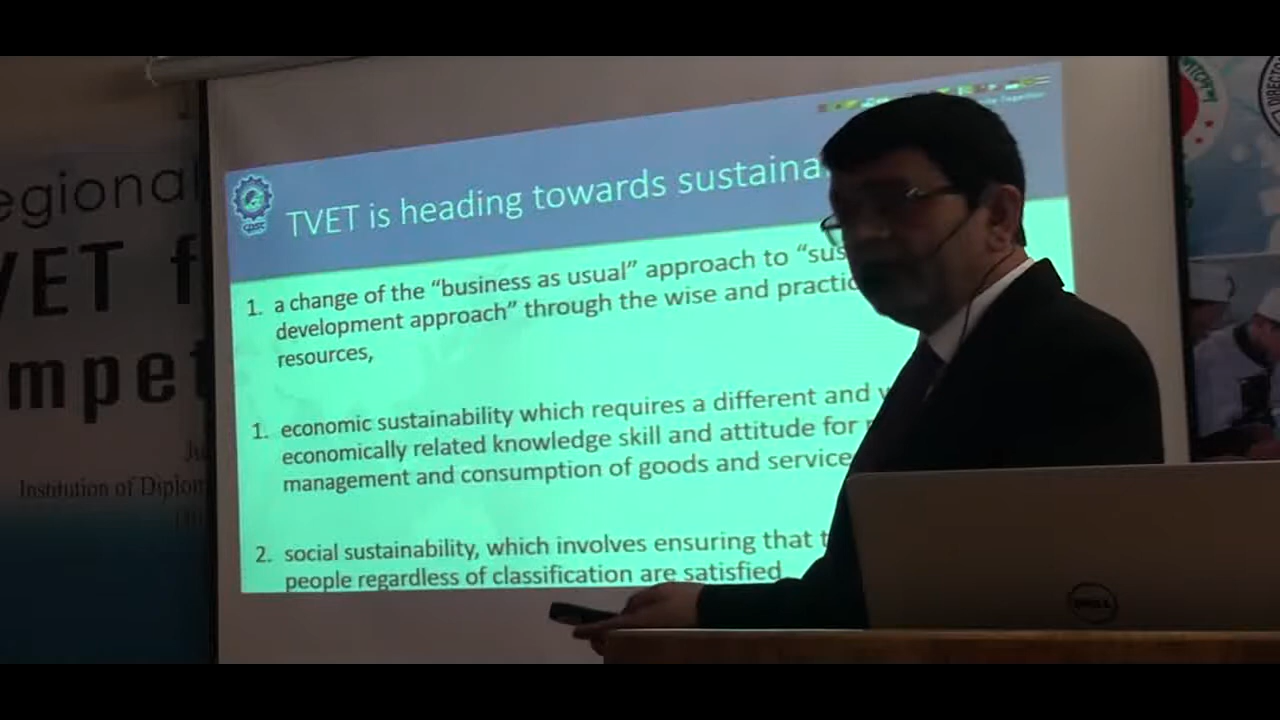 TVET is heading towards sustaina
1. a change of the “business as usual” approach to “sus
development approach” through the wise and practic
resources,
1. economic sustainability which requires a different and
economically related knowledge skill and attitude for
management and consumption of goods and service
2. social sustainability, which involves ensuring that t
people regardless of classification are satisfied
cpsc
egional
VET f
mpet
Ju
Institution of Diplom
DELL
DIRECTO